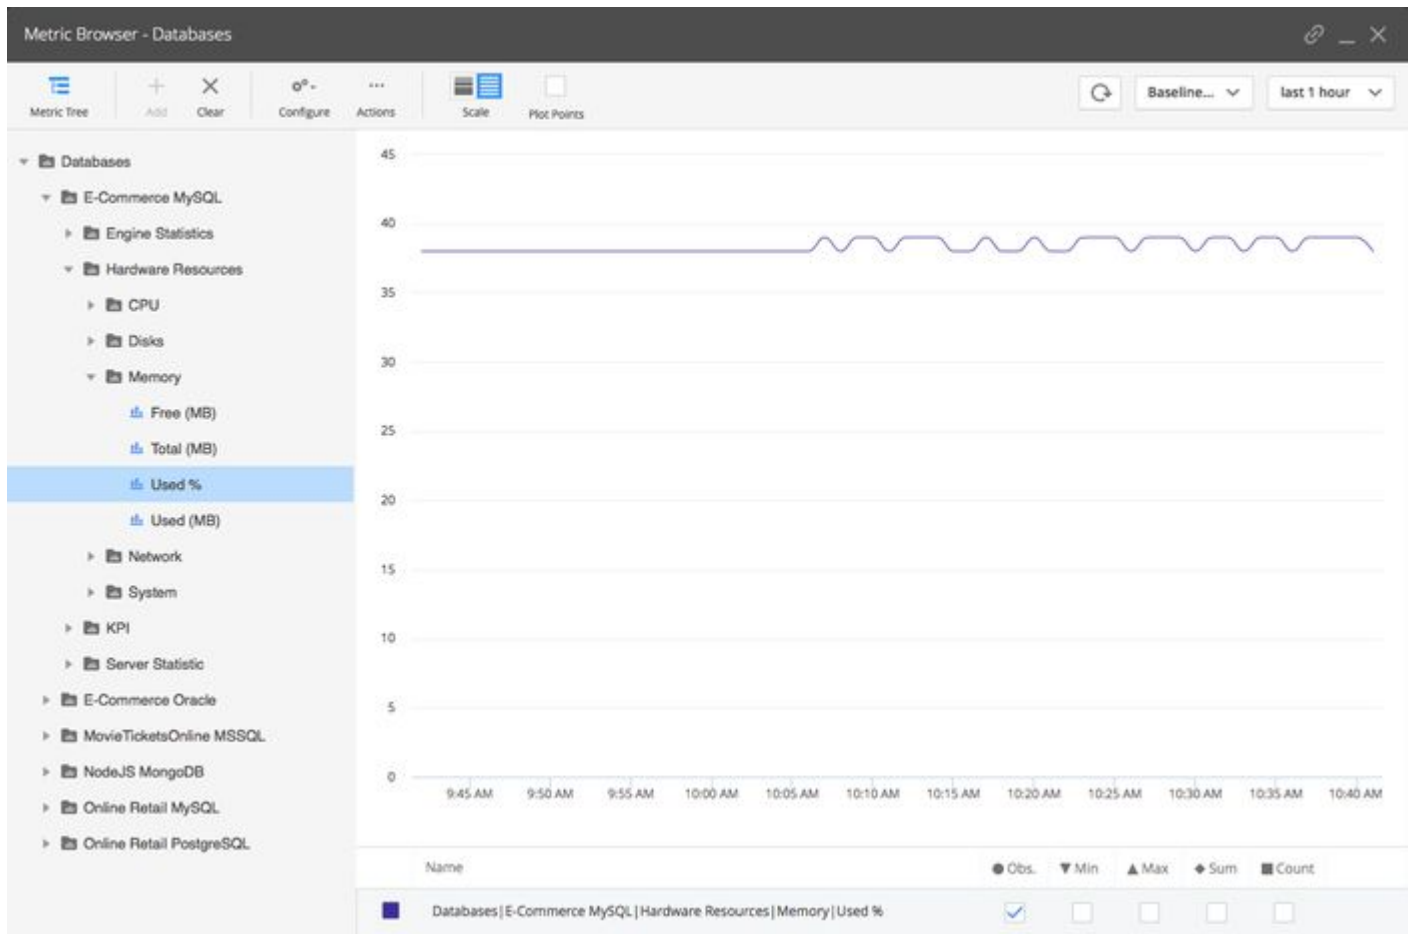 Metric Browser - Databases
Metric Tree
Add
Clear
Configure
Actions
Scale
Plot Points
Baseline...
last 1 hour
Databases
E-Commerce MySQL
Engine Statistics
Hardware Resources
CPU
Disks
Memory
Free (MB)
Total (MB)
Used %
Used (MB)
Network
System
KPI
Server Statistic
E-Commerce Oracle
MovieTicketsOnline MSSQL
NodeJS MongoDB
Online Retail MySQL
Online Retail PostgreSQL
45
40
35
30
25
20
15
10
5
0
9:45 AM 9:50 AM 9:55 AM 10:00 AM 10:05 AM 10:10 AM 10:15 AM 10:20 AM 10:25 AM 10:30 AM 10:35 AM 10:40 AM
Name Obs. Min Max Sum Count
Databases|E-Commerce MySQL|Hardware Resources|Memory|Used %